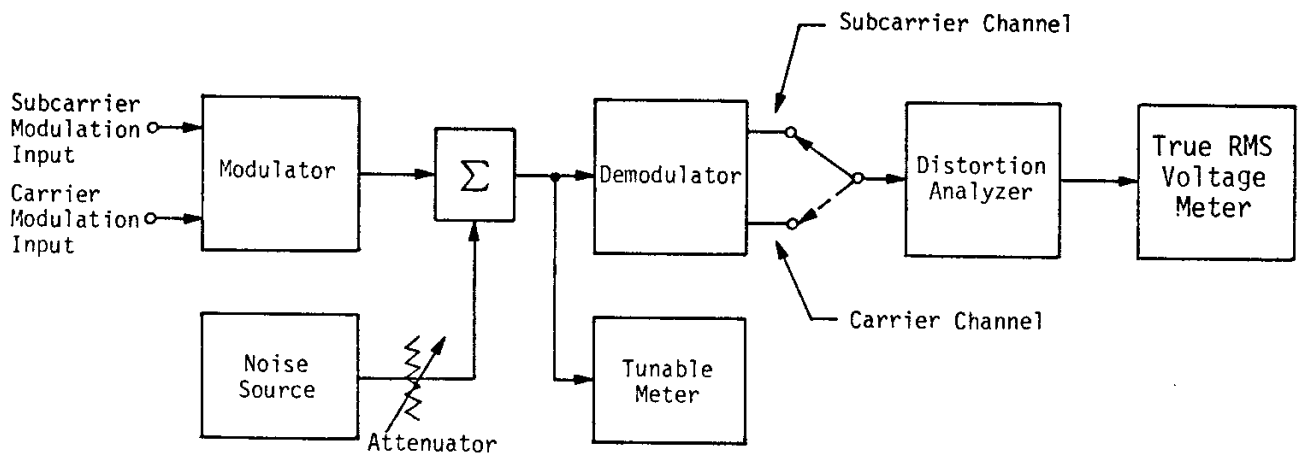 Subcarrier Channel
Subcarrier
Modulation
Input
Carrier
Modulation
Input
Modulator
Σ
Demodulator
Distortion
Analyzer
True RMS
Voltage
Meter
Carrier Channel
Noise
Source
Attenuator
Tunable
Meter